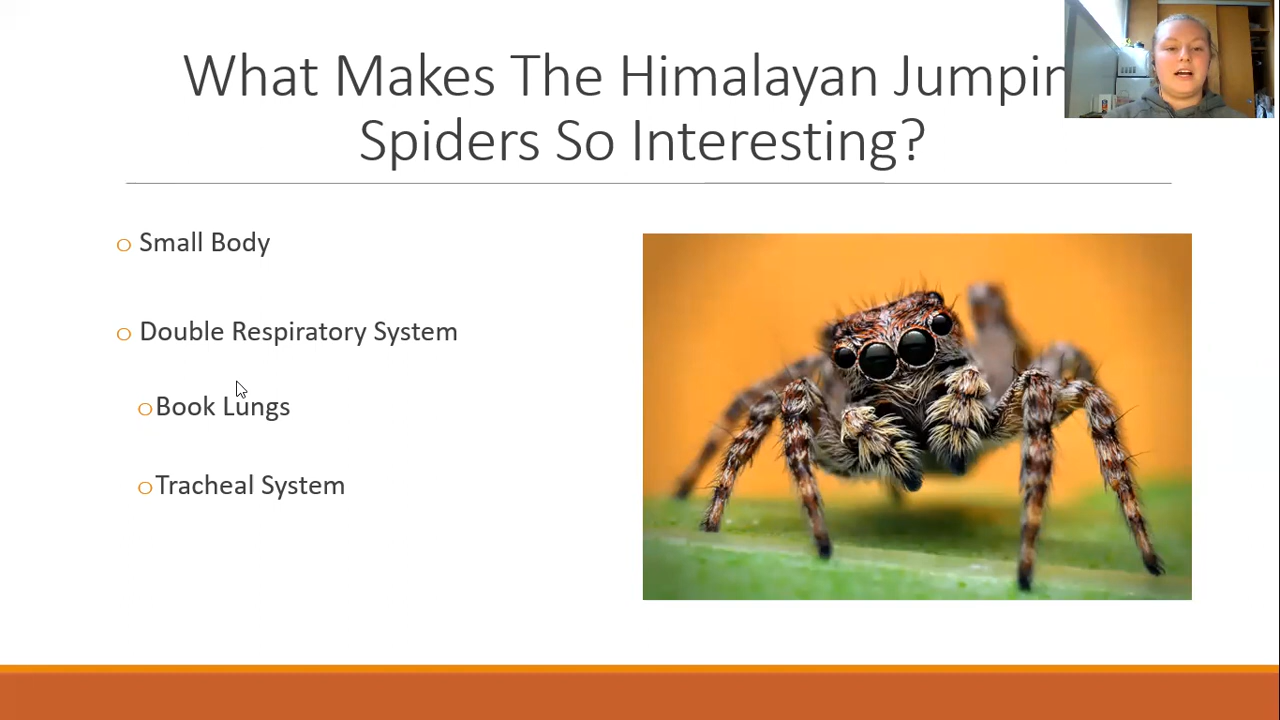 What Makes The Himalayan Jumpin
Spiders So Interesting?
Small Body
Double Respiratory System
Book Lungs
Tracheal System